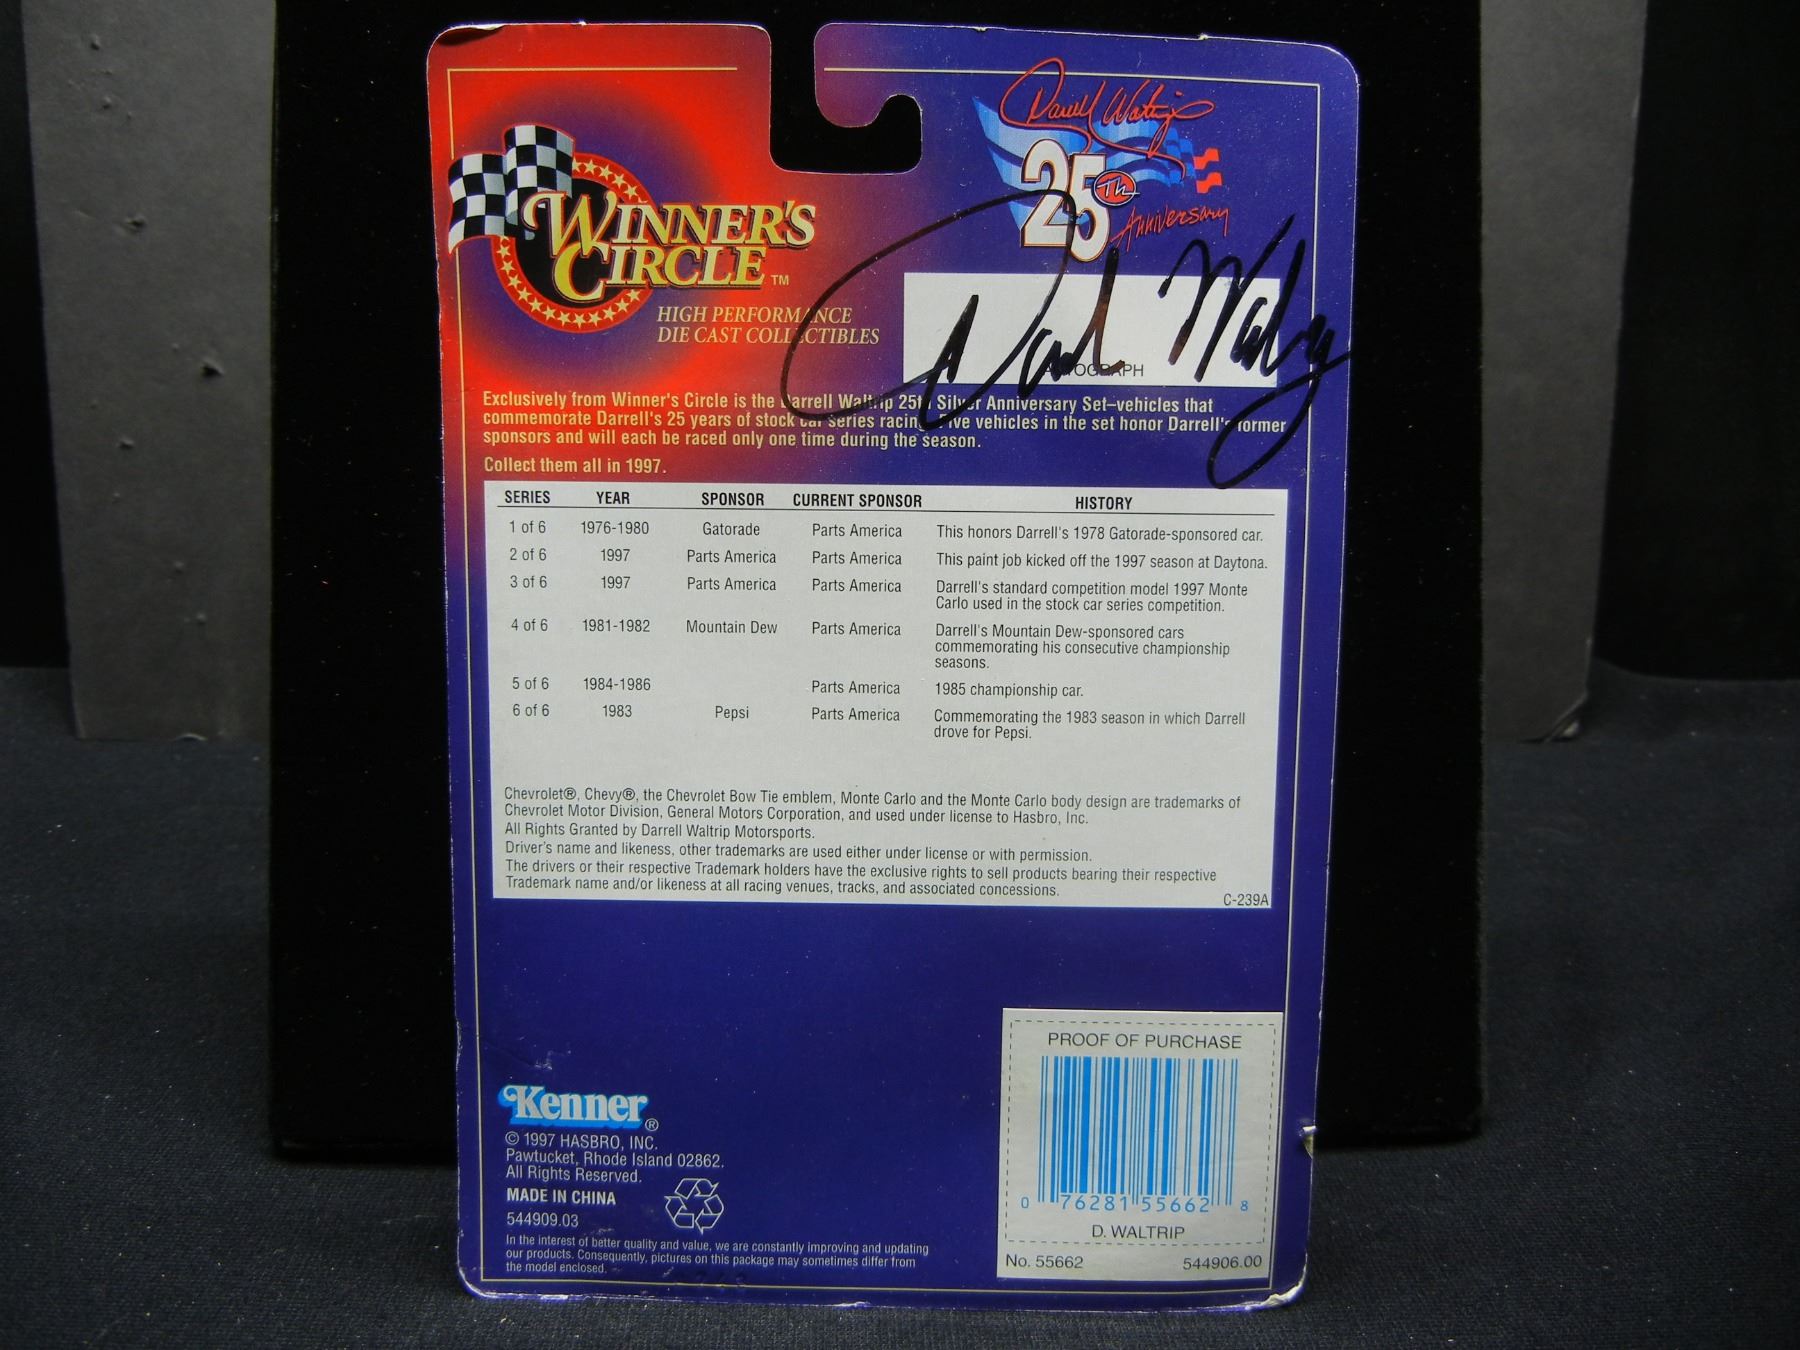 Darrell Waltrip
25th
Anniversary
WINNER'S
CIRCLE™
HIGH PERFORMANCE
DIE CAST COLLECTIBLES
AUTOGRAPH
Exclusively from Winner's Circle is the Darrell Waltrip 25th Silver Anniversary Set–vehicles that
commemorate Darrell's 25 years of stock car series racing. Five vehicles in the set honor Darrell's former
sponsors and will each be raced only one time during the season.
Collect them all in 1997.
SERIES YEAR SPONSOR CURRENT SPONSOR HISTORY
1 of 6 1976-1980 Gatorade Parts America This honors Darrell's 1978 Gatorade-sponsored car.
2 of 6 1997 Parts America Parts America This paint job kicked off the 1997 season at Daytona.
3 of 6 1997 Parts America Parts America Darrell's standard competition model 1997 Monte
Carlo used in the stock car series competition.
4 of 6 1981-1982 Mountain Dew Parts America Darrell's Mountain Dew-sponsored cars
commemorating his consecutive championship
seasons.
5 of 6 1984-1986 Parts America 1985 championship car.
6 of 6 1983 Pepsi Parts America Commemorating the 1983 season in which Darrell
drove for Pepsi.
Chevrolet®, Chevy®, the Chevrolet Bow Tie emblem, Monte Carlo and the Monte Carlo body design are trademarks of
Chevrolet Motor Division, General Motors Corporation, and used under license to Hasbro, Inc.
All Rights Granted by Darrell Waltrip Motorsports.
Driver's name and likeness, other trademarks are used either under license or with permission.
The drivers or their respective Trademark holders have the exclusive rights to sell products bearing their respective
Trademark name and/or likeness at all racing venues, tracks, and associated concessions.
C-239A
Kenner®
© 1997 HASBRO, INC.
Pawtucket, Rhode Island 02862.
All Rights Reserved.
MADE IN CHINA
544909.03
In the interest of better quality and value, we are constantly improving and updating
our products. Consequently, pictures on this package may sometimes differ from
the model enclosed.
PROOF OF PURCHASE
0 76281 55662 8
D. WALTRIP
No. 55662 544906.00